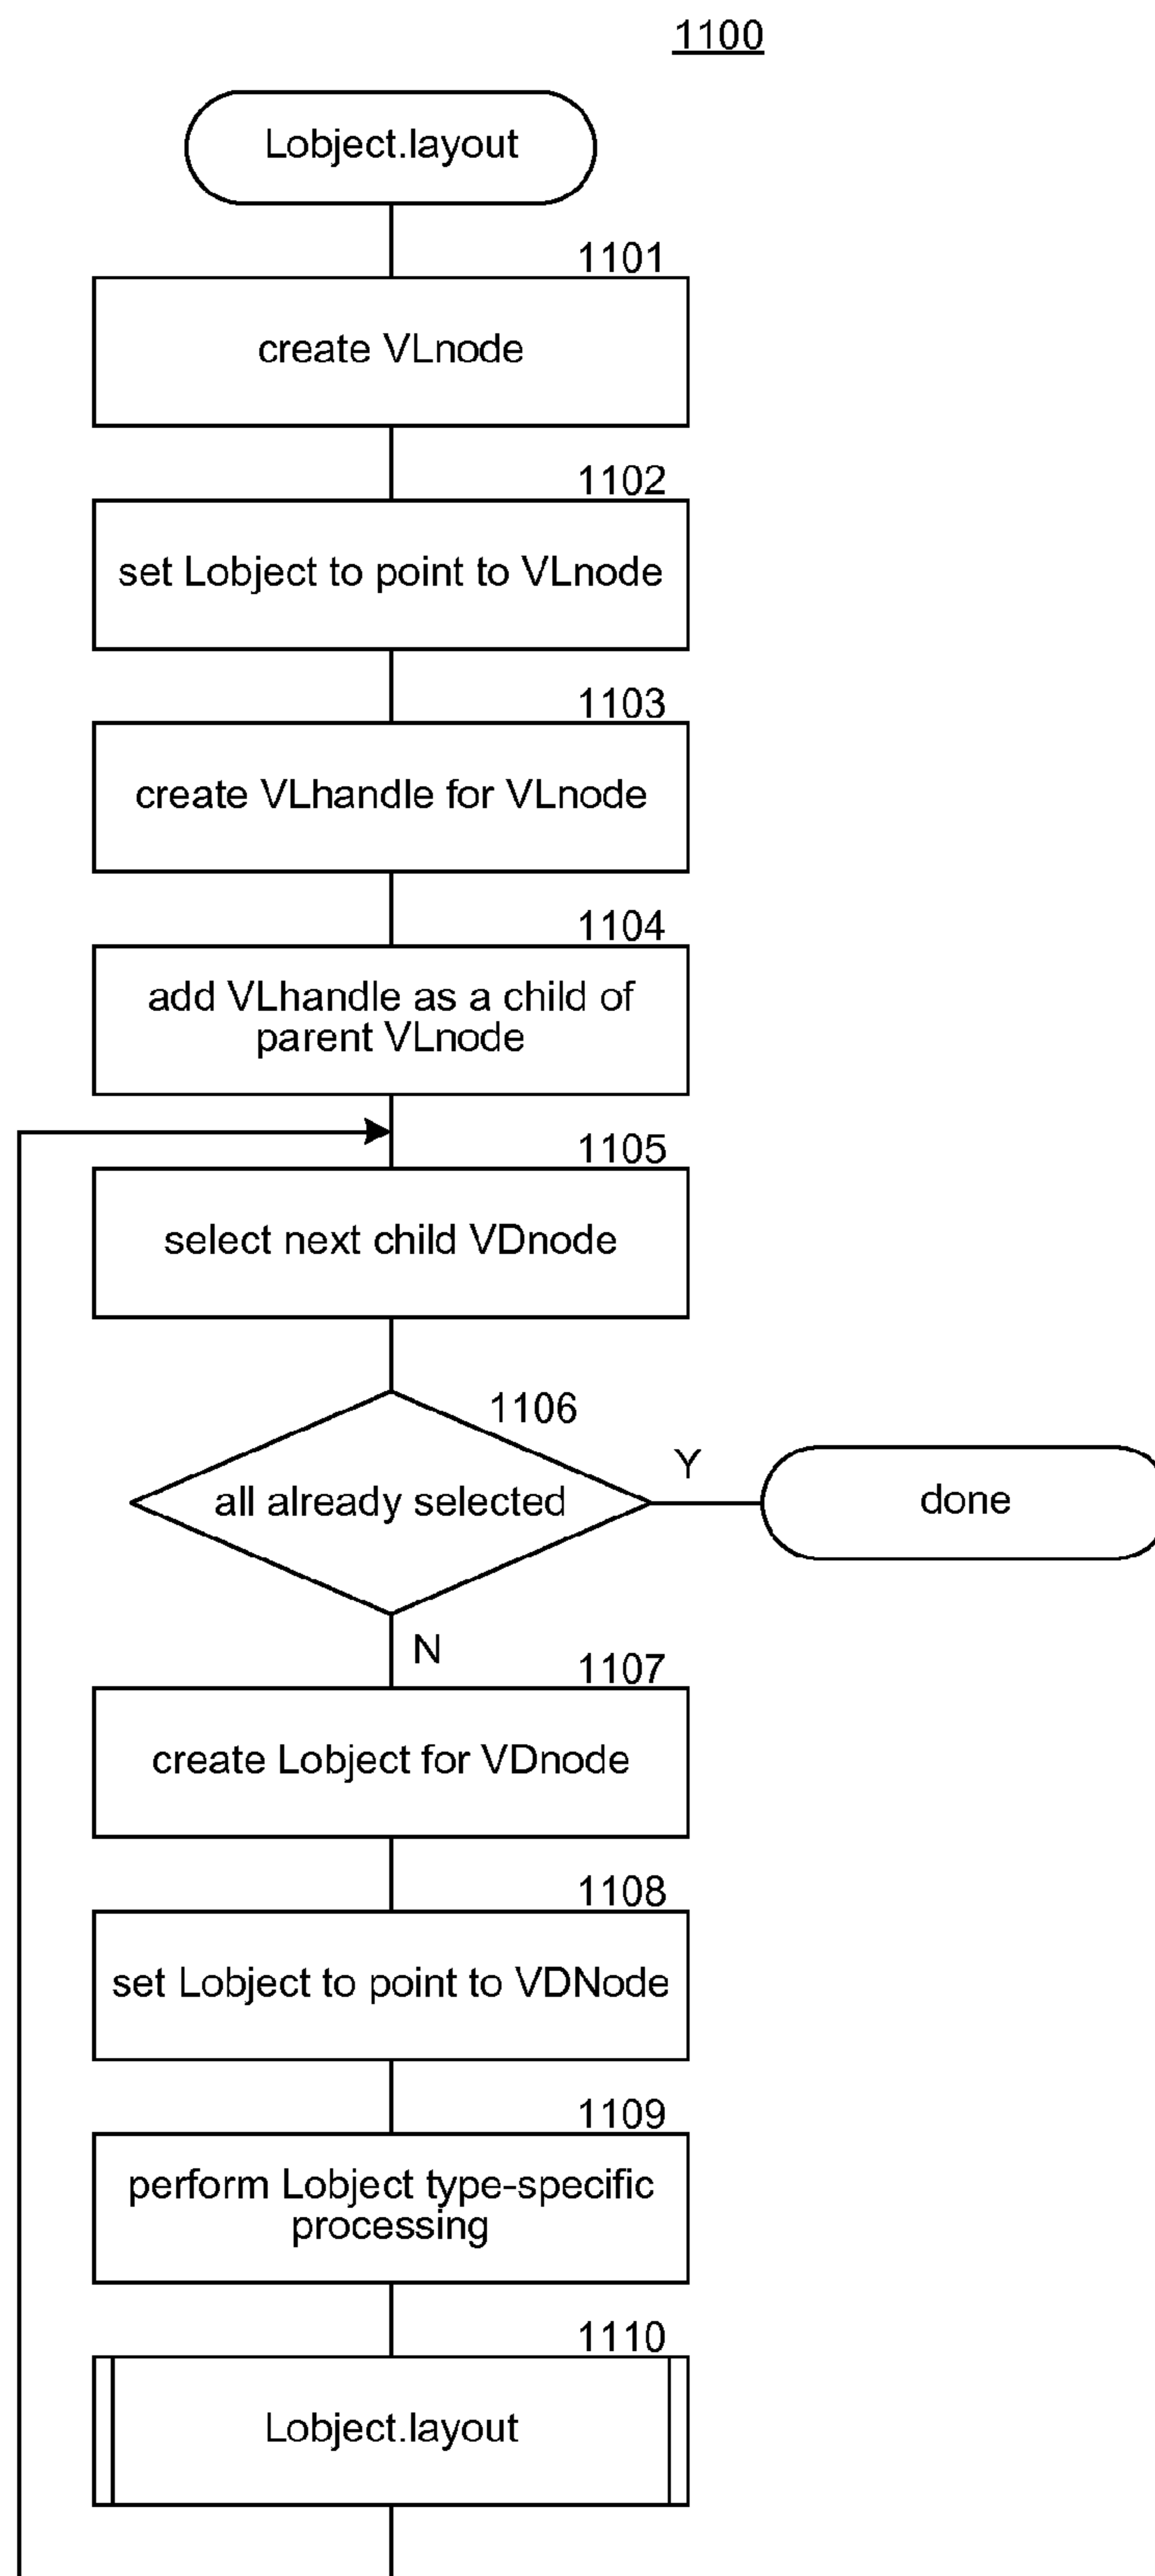 1100
Lobject.layout
1101
create VLnode
1102
set Lobject to point to VLnode
1103
create VLhandle for VLnode
1104
add VLhandle as a child of
parent VLnode
1105
select next child VDnode
1106
all already selected
Y
done
N
1107
create Lobject for VDnode
1108
set Lobject to point to VDNode
1109
perform Lobject type-specific
processing
1110
Lobject.layout